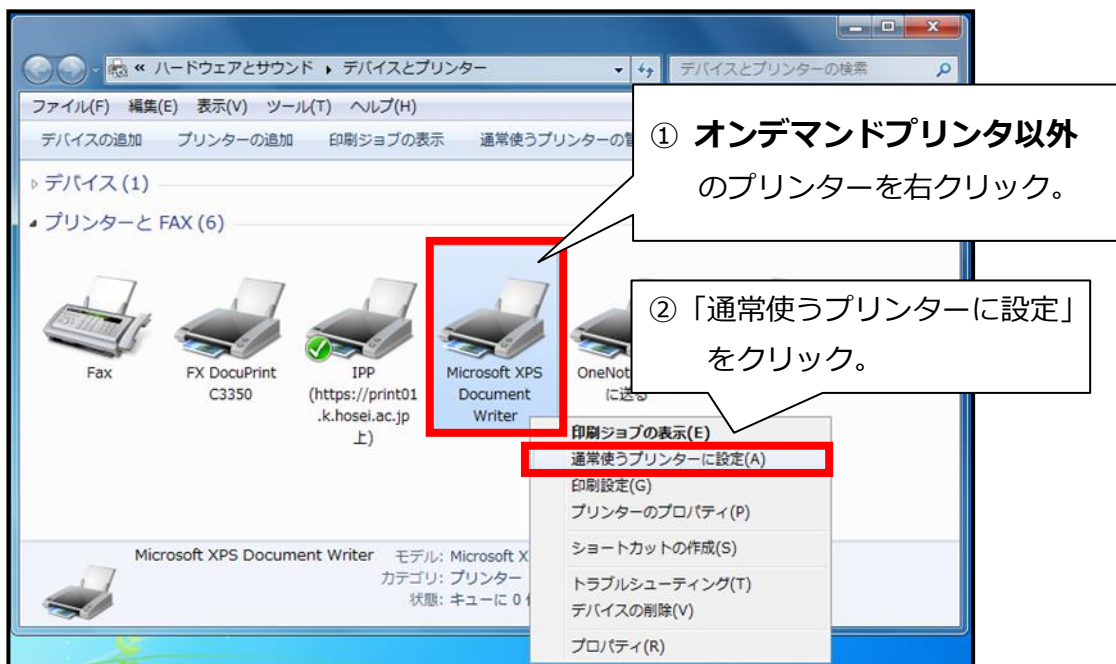 « ハードウェアとサウンド ▸ デバイスとプリンター
デバイスとプリンターの検索
ファイル(F) 編集(E) 表示(V) ツール(T) ヘルプ(H)
デバイスの追加 プリンターの追加 印刷ジョブの表示 通常使うプリンターの
① オンデマンドプリンタ以外
のプリンターを右クリック。
デバイス (1)
プリンターと FAX (6)
②「通常使うプリンターに設定」
をクリック。
Fax
FX DocuPrint
C3350
IPP
(https://print01
.k.hosei.ac.jp
上)
Microsoft XPS
Document
Writer
OneNot
に送る
印刷ジョブの表示(E)
通常使うプリンターに設定(A)
印刷設定(G)
プリンターのプロパティ(P)
ショートカットの作成(S)
トラブルシューティング(T)
デバイスの削除(V)
プロパティ(R)
Microsoft XPS Document Writer モデル: Microsoft X
カテゴリ: プリンター
状態: キューに 0